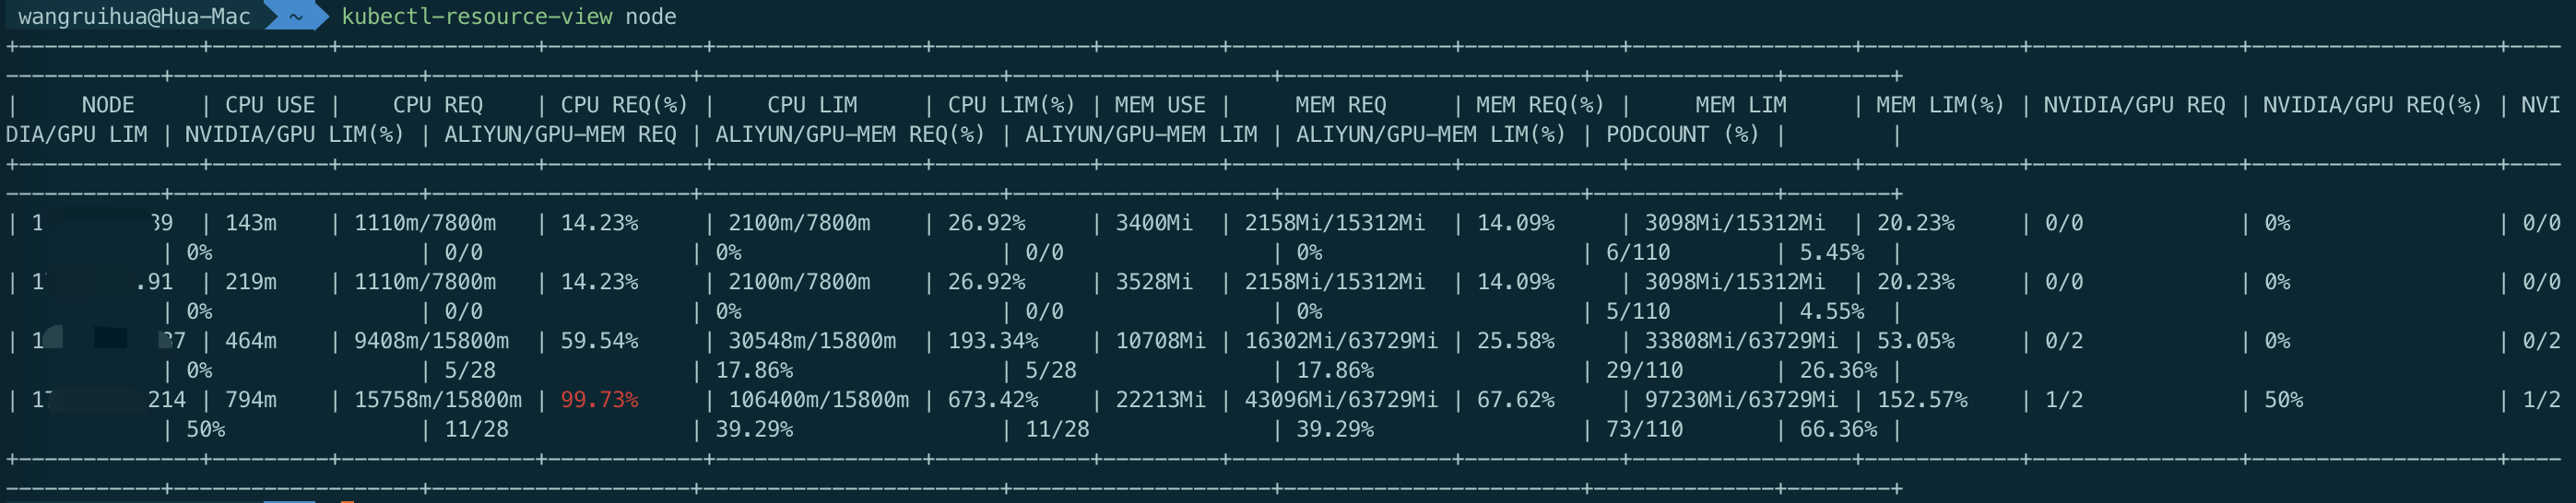 wangruihua@Hua-Mac ~ kubectl-resource-view node
| NODE | CPU USE | CPU REQ | CPU REQ(%) | CPU LIM | CPU LIM(%) | MEM USE | MEM REQ | MEM REQ(%) | MEM LIM | MEM LIM(%) | NVIDIA/GPU REQ | NVIDIA/GPU REQ(%) | NVI
DIA/GPU LIM | NVIDIA/GPU LIM(%) | ALIYUN/GPU-MEM REQ | ALIYUN/GPU-MEM REQ(%) | ALIYUN/GPU-MEM LIM | ALIYUN/GPU-MEM LIM(%) | PODCOUNT (%) | |
| 1 39 | 143m | 1110m/7800m | 14.23% | 2100m/7800m | 26.92% | 3400Mi | 2158Mi/15312Mi | 14.09% | 3098Mi/15312Mi | 20.23% | 0/0 | 0% | 0/0
| 0% | 0/0 | 0% | 0/0 | 0% | 6/110 | 5.45% |
| 1 .91 | 219m | 1110m/7800m | 14.23% | 2100m/7800m | 26.92% | 3528Mi | 2158Mi/15312Mi | 14.09% | 3098Mi/15312Mi | 20.23% | 0/0 | 0% | 0/0
| 0% | 0/0 | 0% | 0/0 | 0% | 5/110 | 4.55% |
| 1 7 | 464m | 9408m/15800m | 59.54% | 30548m/15800m | 193.34% | 10708Mi | 16302Mi/63729Mi | 25.58% | 33808Mi/63729Mi | 53.05% | 0/2 | 0% | 0/2
| 0% | 5/28 | 17.86% | 5/28 | 17.86% | 29/110 | 26.36% |
| 17 214 | 794m | 15758m/15800m | 99.73% | 106400m/15800m | 673.42% | 22213Mi | 43096Mi/63729Mi | 67.62% | 97230Mi/63729Mi | 152.57% | 1/2 | 50% | 1/2
| 50% | 11/28 | 39.29% | 11/28 | 39.29% | 73/110 | 66.36% |